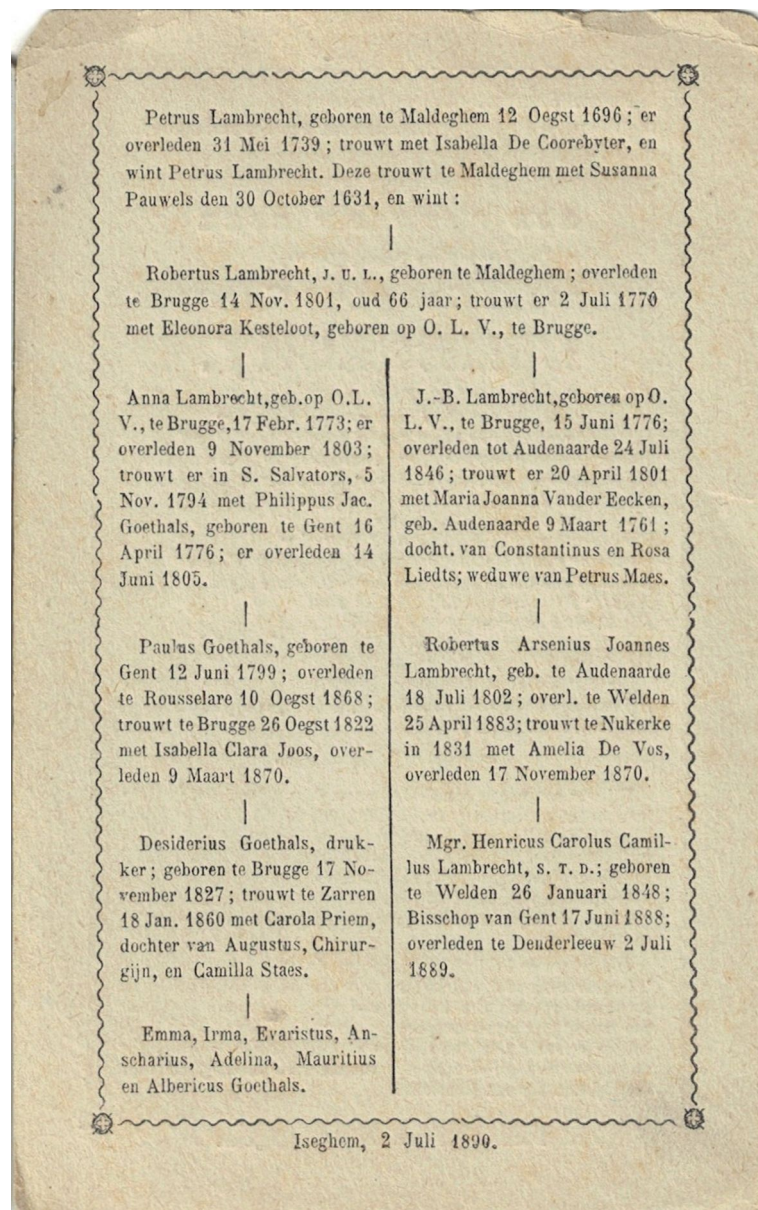 Petrus Lambrecht, geboren te Maldeghem 12 Oegst 1696 ; er
overleden 31 Mei 1739 ; trouwt met Isabella De Coorebyter, en
wint Petrus Lambrecht. Deze trouwt te Maldeghem met Susanna
Pauwels den 30 October 1631, en wint :
Robertus Lambrecht, J. U. L., geboren te Maldeghem ; overleden
te Brugge 14 Nov. 1801, oud 66 jaar ; trouwt er 2 Juli 1770
met Eleonora Kesteloot, geboren op O. L. V., te Brugge.
Anna Lambrecht,geb.op O.L.
V., te Brugge,17 Febr. 1773; er
overleden 9 November 1803 ;
trouwt er in S. Salvators, 5
Nov. 1794 met Philippus Jac.
Goethals, geboren te Gent 16
April 1776 ; er overleden 14
Juni 1805.
Paulus Goethals, geboren te
Gent 12 Juni 1799 ; overleden
te Rousselare 10 Oegst 1868 ;
trouwt te Brugge 26 Oegst 1822
met Isabella Clara Joos, over-
leden 9 Maart 1870.
Desiderius Goethals, druk-
ker ; geboren te Brugge 17 No-
vember 1827 ; trouwt te Zarren
18 Jan. 1860 met Carola Priem,
dochter van Augustus, Chirur-
gijn, en Camilla Staes.
Emma, Irma, Evaristus, An-
scharius, Adelina, Mauritius
en Albericus Goethals.
J.-B. Lambrecht,geboren op O.
L. V., te Brugge, 15 Juni 1776;
overleden tot Audenaarde 24 Juli
1846 ; trouwt er 20 April 1801
met Maria Joanna Vander Eecken,
geb. Audenaarde 9 Maart 1761 ;
docht. van Constantinus en Rosa
Liedts; weduwe van Petrus Maes.
Robertus Arsenius Joannes
Lambrecht, geb. te Audenaarde
18 Juli 1802 ; overl. te Welden
25 April 1883; trouwt te Nukerke
in 1831 met Amelia De Vos,
overleden 17 November 1870.
Mgr. Henricus Carolus Camil-
lus Lambrecht, S. T. D.; geboren
te Welden 26 Januari 1848 ;
Bisschop van Gent 17 Juni 1888;
overleden te Denderleeuw 2 Juli
1889.
Iseghem, 2 Juli 1890.